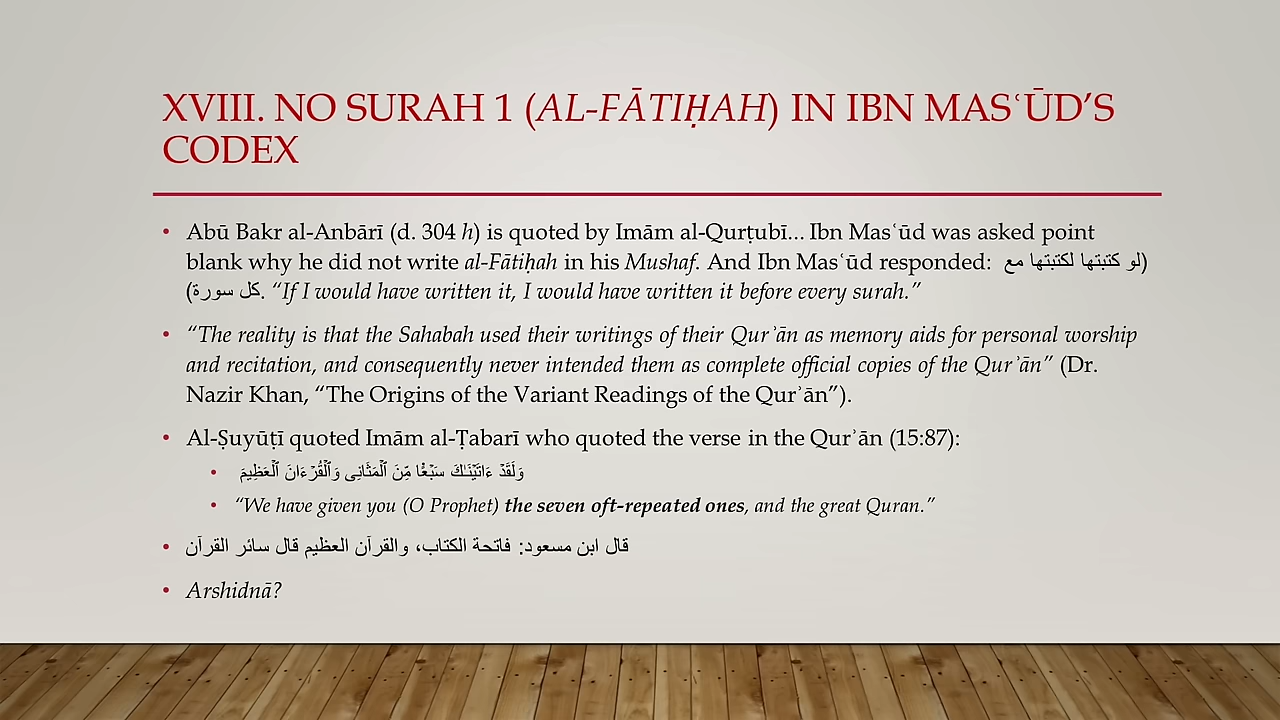 XVIII. NO SURAH 1 (AL-FĀTIḤAH) IN IBN MASʿŪD’S
CODEX
• Abū Bakr al-Anbārī (d. 304 h) is quoted by Imām al-Qurṭubī... Ibn Masʿūd was asked point
blank why he did not write al-Fātiḥah in his Mushaf. And Ibn Masʿūd responded: (لو كتبتها لكتبتها مع
كل سورة). “If I would have written it, I would have written it before every surah.”
• “The reality is that the Sahabah used their writings of their Qurʾān as memory aids for personal worship
and recitation, and consequently never intended them as complete official copies of the Qurʾān” (Dr.
Nazir Khan, “The Origins of the Variant Readings of the Qurʾān”).
• Al-Ṣuyūṭī quoted Imām al-Ṭabarī who quoted the verse in the Qurʾān (15:87):
• وَلَقَدْ ءَاتَيْنَـٰكَ سَبْعًا مِّنَ ٱلْمَثَانِى وَٱلْقُرْءَانَ ٱلْعَظِيمَ
• “We have given you (O Prophet) the seven oft-repeated ones, and the great Quran.”
• قال ابن مسعود: فاتحة الكتاب، والقرآن العظيم قال سائر القرآن
• Arshidnā?